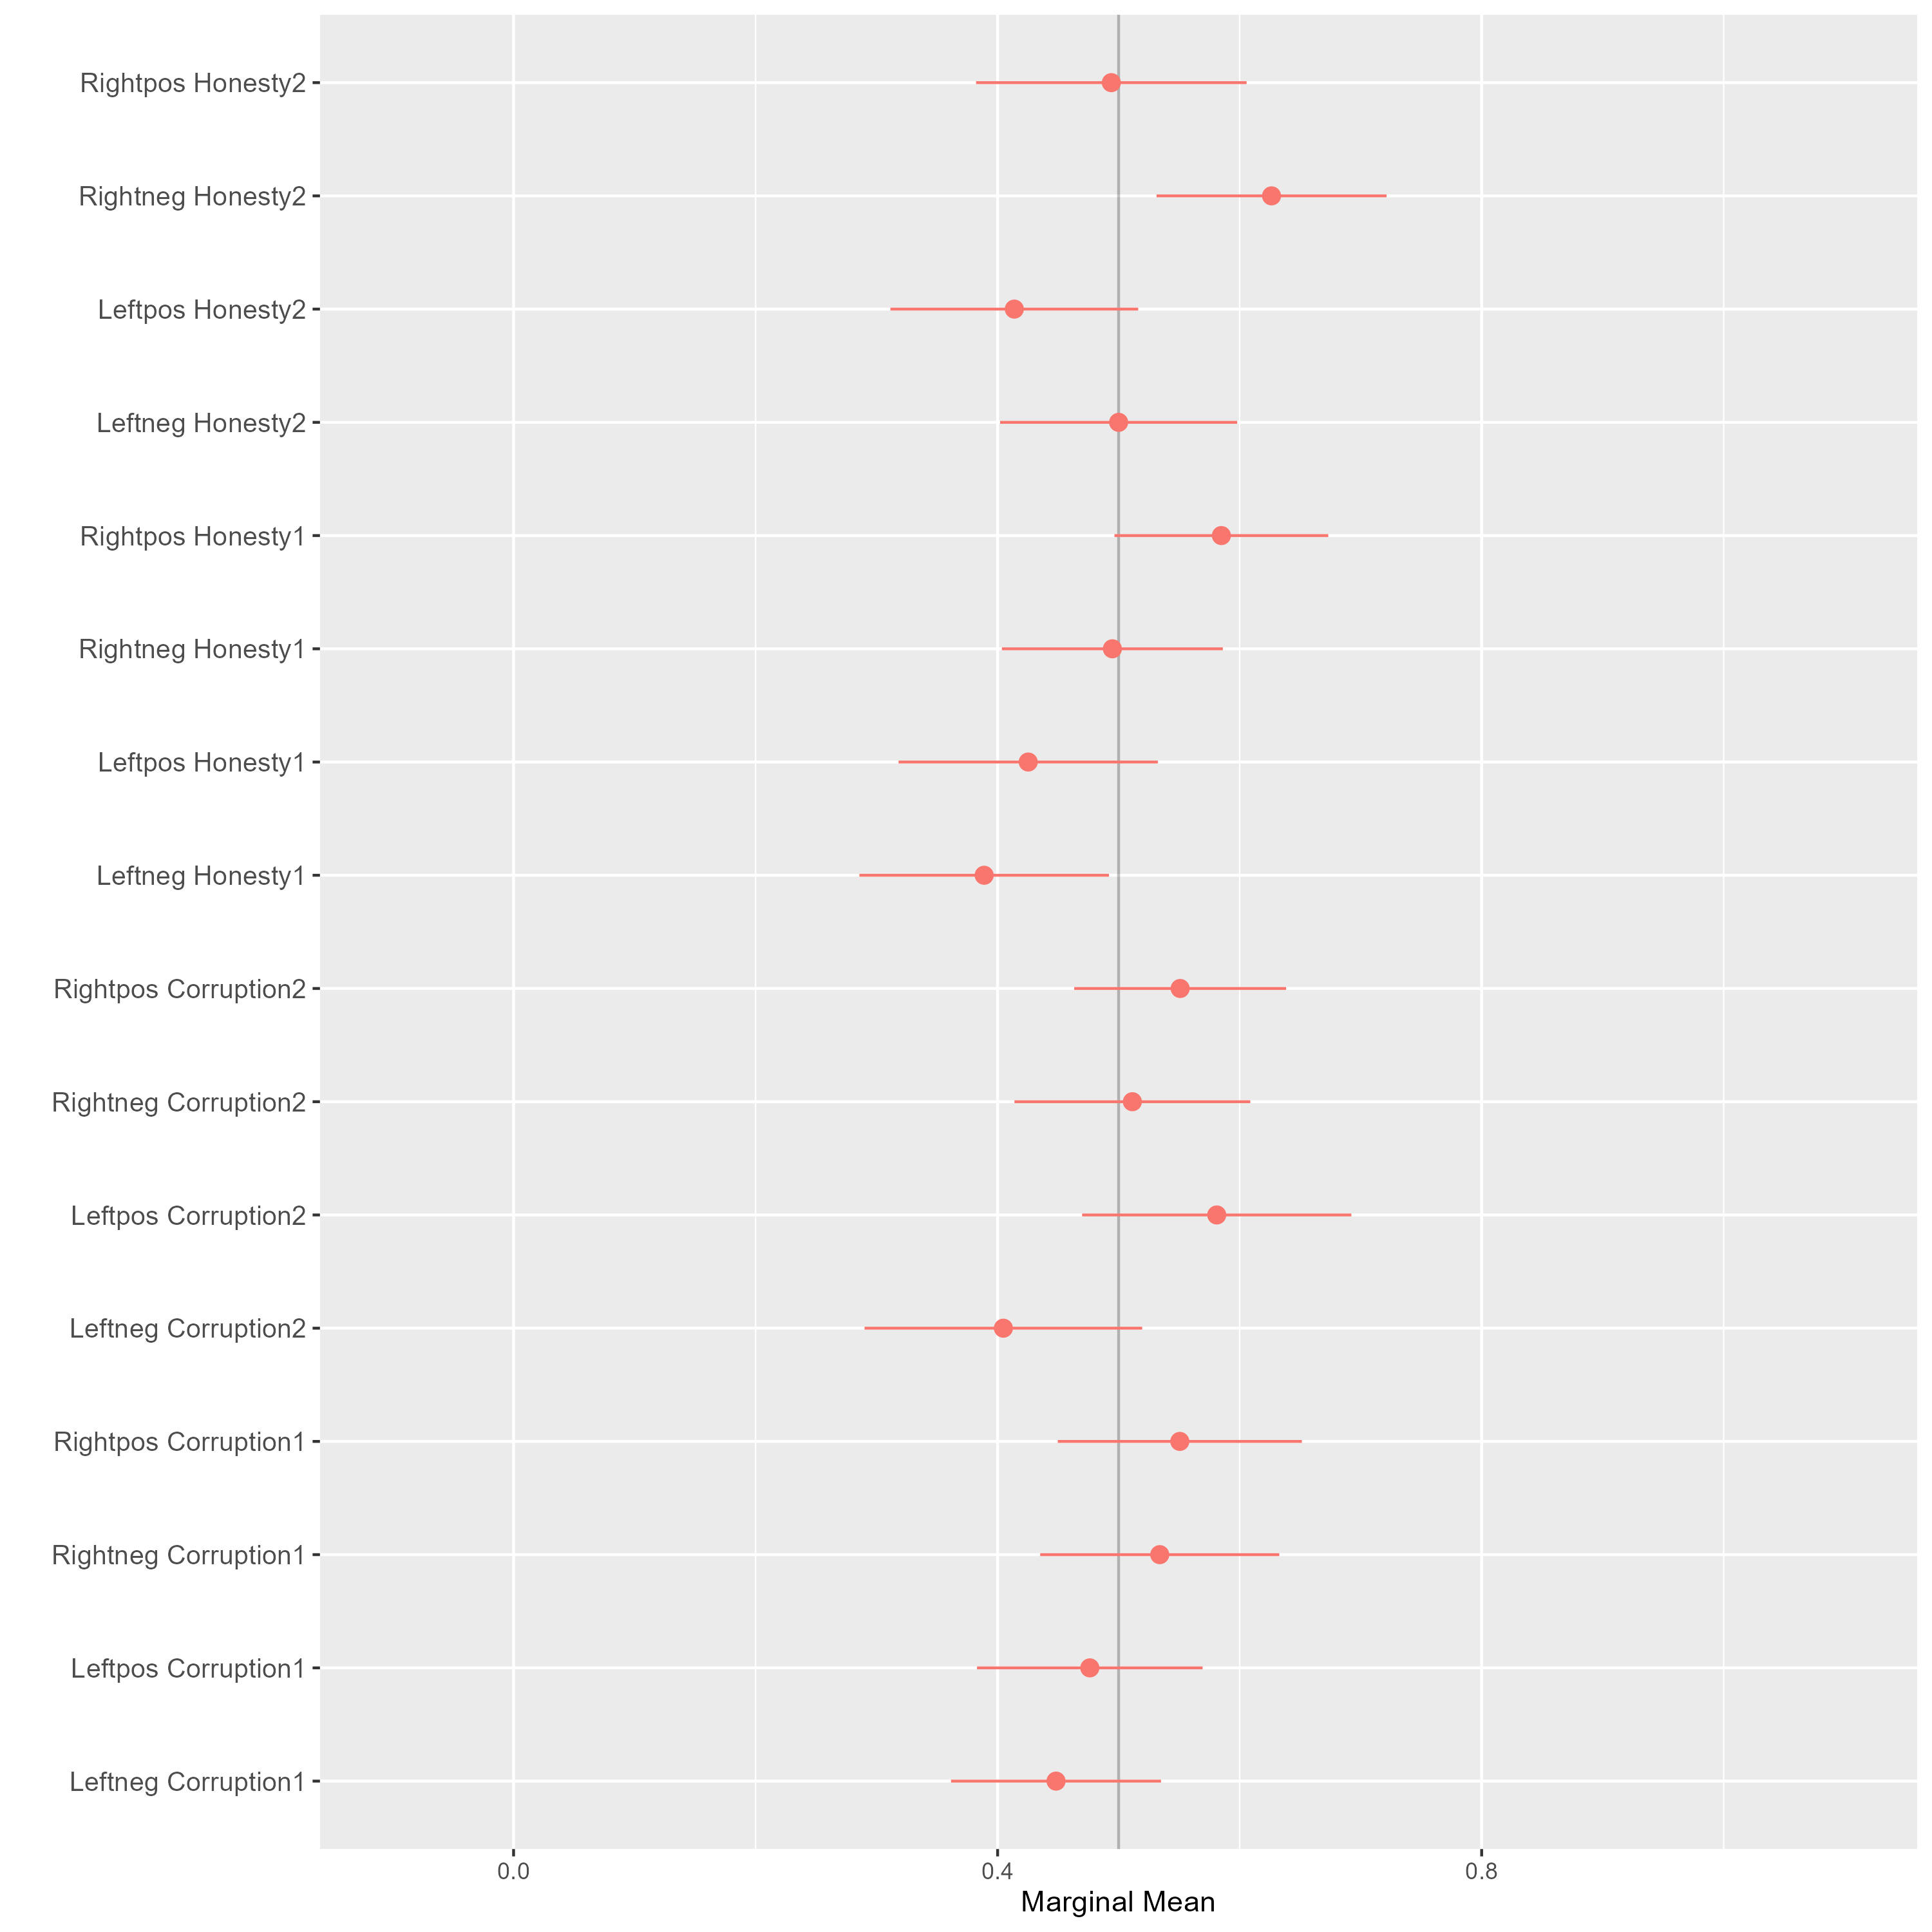 Rightpos Honesty2
Rightneg Honesty2
Leftpos Honesty2
Leftneg Honesty2
Rightpos Honesty1
Rightneg Honesty1
Leftpos Honesty1
Leftneg Honesty1
Rightpos Corruption2
Rightneg Corruption2
Leftpos Corruption2
Leftneg Corruption2
Rightpos Corruption1
Rightneg Corruption1
Leftpos Corruption1
Leftneg Corruption1
0.0 0.4 0.8
Marginal Mean